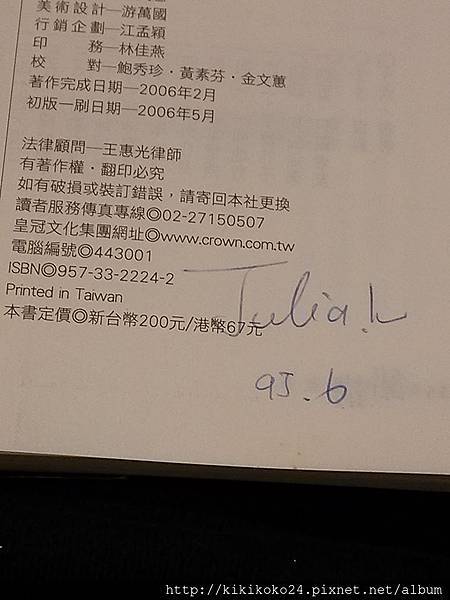 美術設計—游萬國
行銷企劃—江孟穎
印　　務—林佳燕
校　　對—鮑秀珍·黃素芬·金文蕙
著作完成日期—2006年2月
初版一刷日期—2006年5月
法律顧問—王惠光律師
有著作權·翻印必究
如有破損或裝訂錯誤，請寄回本社更換
讀者服務傳真專線◎02-27150507
皇冠文化集團網址◎www.crown.com.tw
電腦編號◎443001
ISBN◎957-33-2224-2
Printed in Taiwan
本書定價◎新台幣200元/港幣67元
Julia.L
95.6
http://kikikoko24.pixnet.net/album